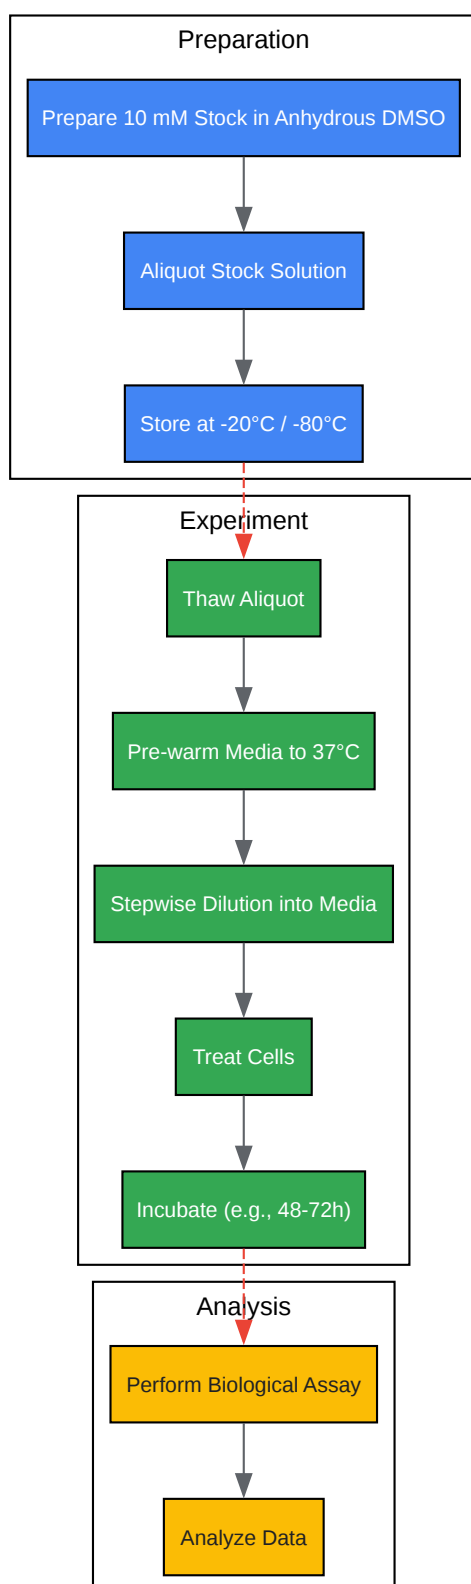 Preparation
Prepare 10 mM Stock in Anhydrous DMSO
Aliquot Stock Solution
Store at -20°C / -80°C
Experiment
Thaw Aliquot
Pre-warm Media to 37°C
Stepwise Dilution into Media
Treat Cells
Incubate (e.g., 48-72h)
Analysis
Perform Biological Assay
Analyze Data